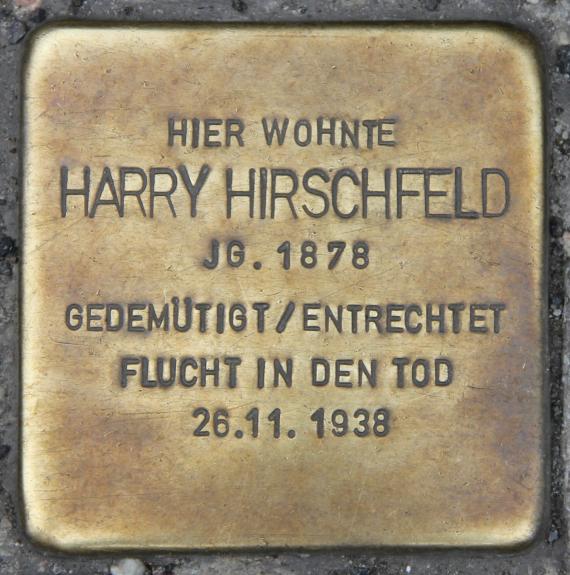 HIER WOHNTE
HARRY HIRSCHFELD
JG. 1878
GEDEMÜTIGT/ENTRECHTET
FLUCHT IN DEN TOD
26.11. 1938